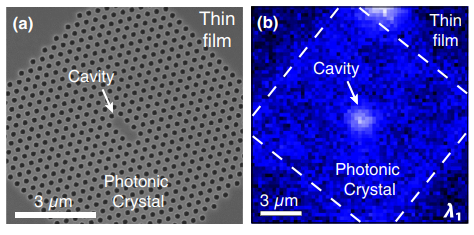 (a)
Thin
film
Cavity
Photonic
Crystal
3 μm
(b)
Thin
film
Cavity
Photonic
Crystal
3 μm
λ1